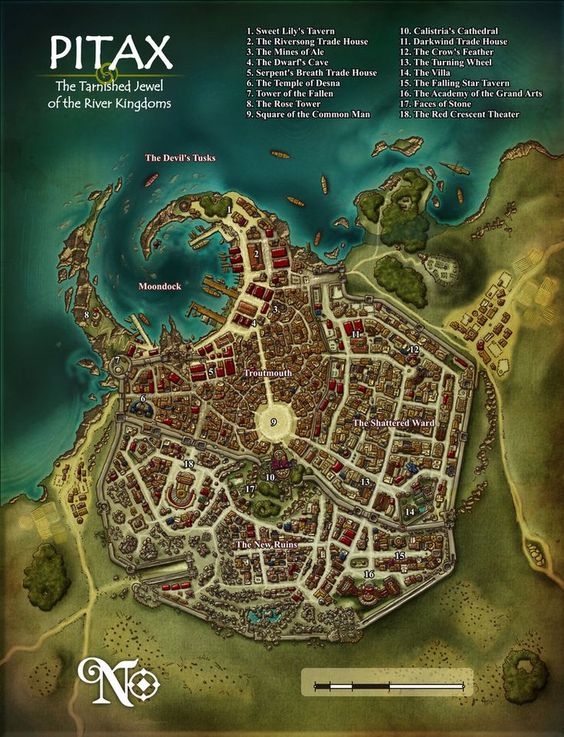 PITAX
The Tarnished Jewel
of the River Kingdoms
1. Sweet Lily's Tavern
2. The Riversong Trade House
3. The Mines of Ale
4. The Dwarf's Cave
5. Serpent's Breath Trade House
6. The Temple of Desna
7. Tower of the Fallen
8. The Rose Tower
9. Square of the Common Man
10. Calistria's Cathedral
11. Darkwind Trade House
12. The Crow's Feather
13. The Turning Wheel
14. The Villa
15. The Falling Star Tavern
16. The Academy of the Grand Arts
17. Faces of Stone
18. The Red Crescent Theater
The Devil's Tusks
1
2
Moondock
3
8
4
11
12
7
5
Troutmouth
6
9
The Shattered Ward
18
10
17
13
14
The New Ruins
15
16
N